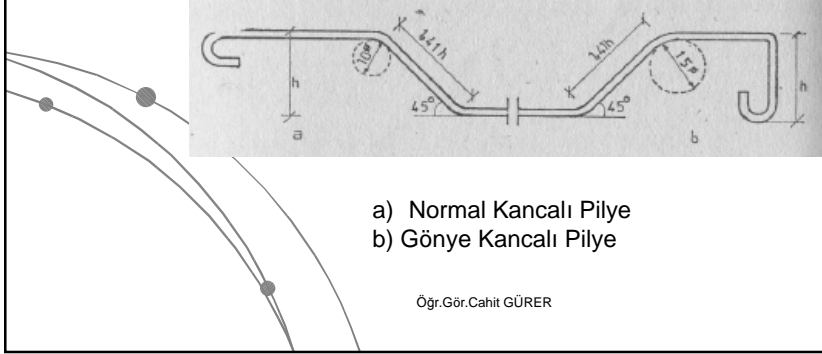 1,41h
1,41h
10ø
15ø
h
h
45°
45°
a
b
a) Normal Kancalı Pilye
b) Gönye Kancalı Pilye
Öğr.Gör.Cahit GÜRER